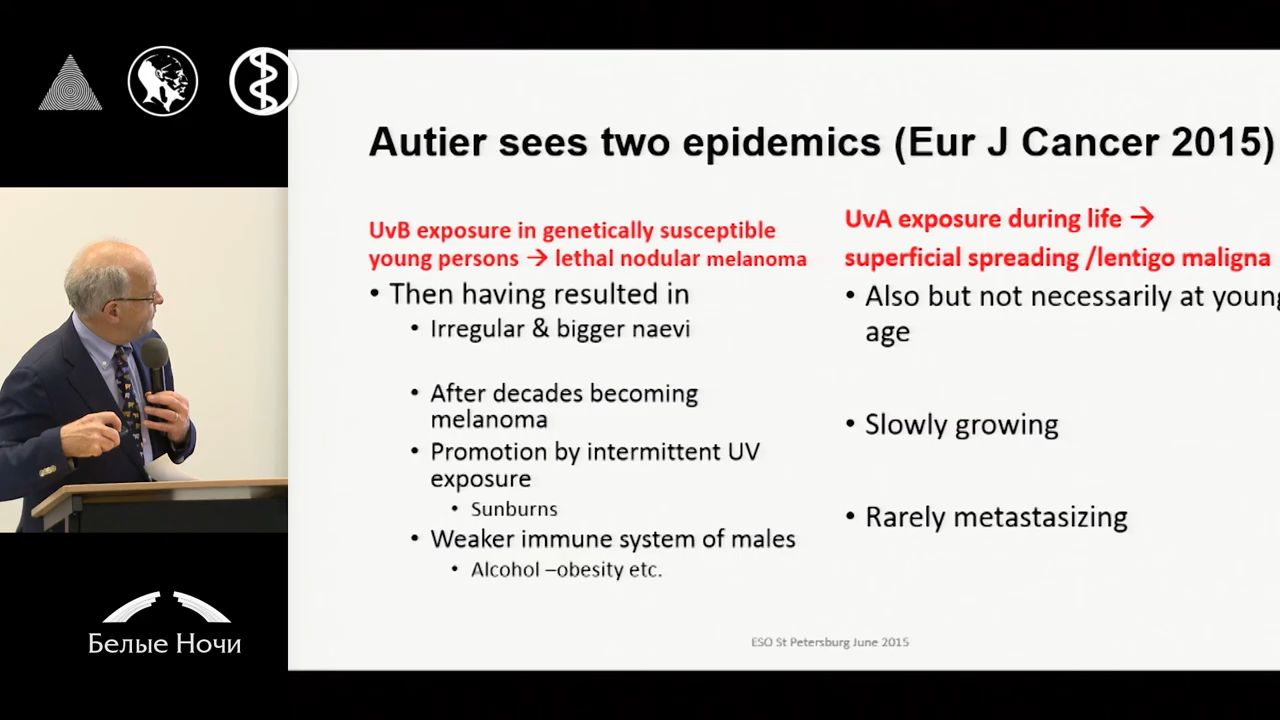 Autier sees two epidemics (Eur J Cancer 2015)
UvB exposure in genetically susceptible
young persons → lethal nodular melanoma
• Then having resulted in
• Irregular & bigger naevi
• After decades becoming
melanoma
• Promotion by intermittent UV
exposure
• Sunburns
• Weaker immune system of males
• Alcohol –obesity etc.
UvA exposure during life →
superficial spreading /lentigo maligna
• Also but not necessarily at young
age
• Slowly growing
• Rarely metastasizing
ESO St Petersburg June 2015
Белые Ночи